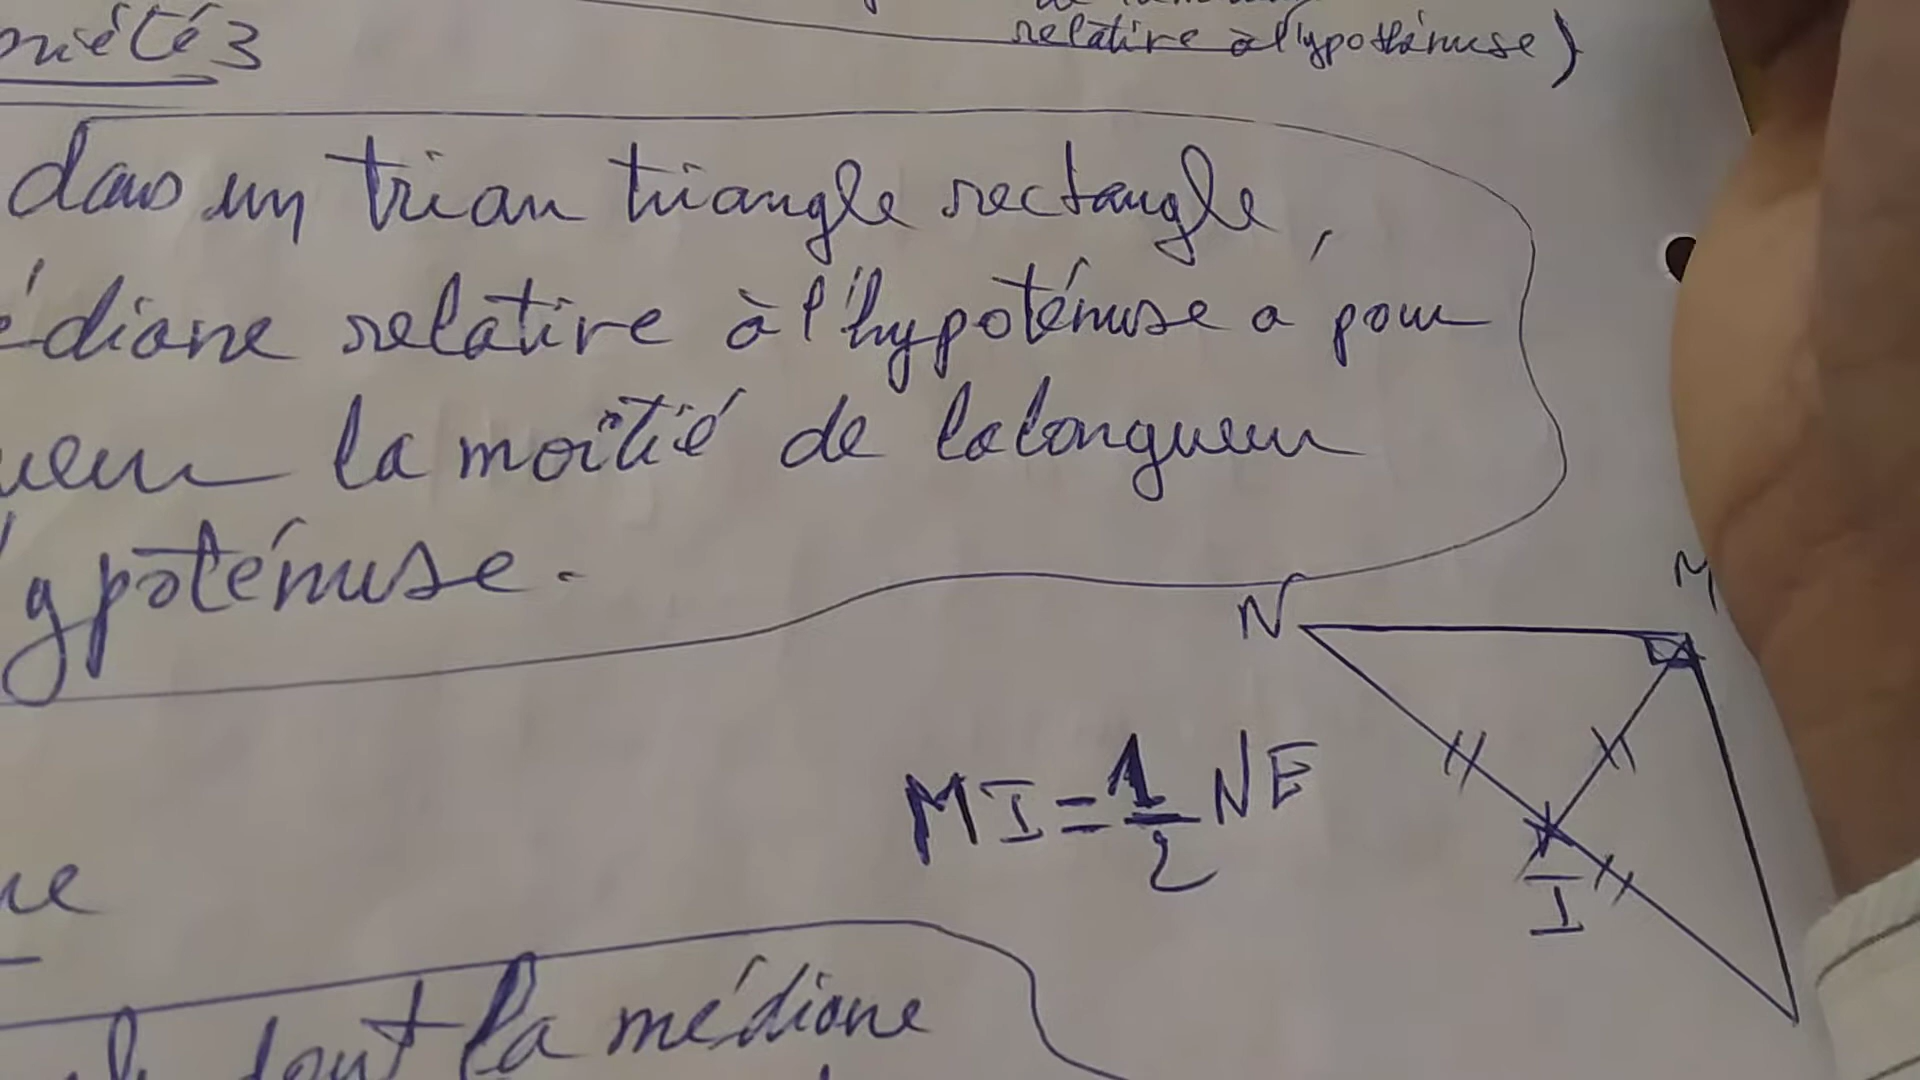 relative à l'hypoténuse)
riété 3
dans un trian triangle rectangle,
édiane relative à l'hypoténuse a pour
ueur la moitié de la longueur
ypoténuse.
N
M
MI = 1/2 NE
I
ue
dont la médiane